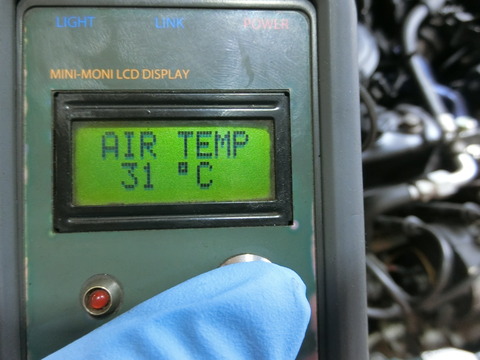 LIGHT LINK POWER
MINI-MONI LCD DISPLAY
AIR TEMP
31 °C